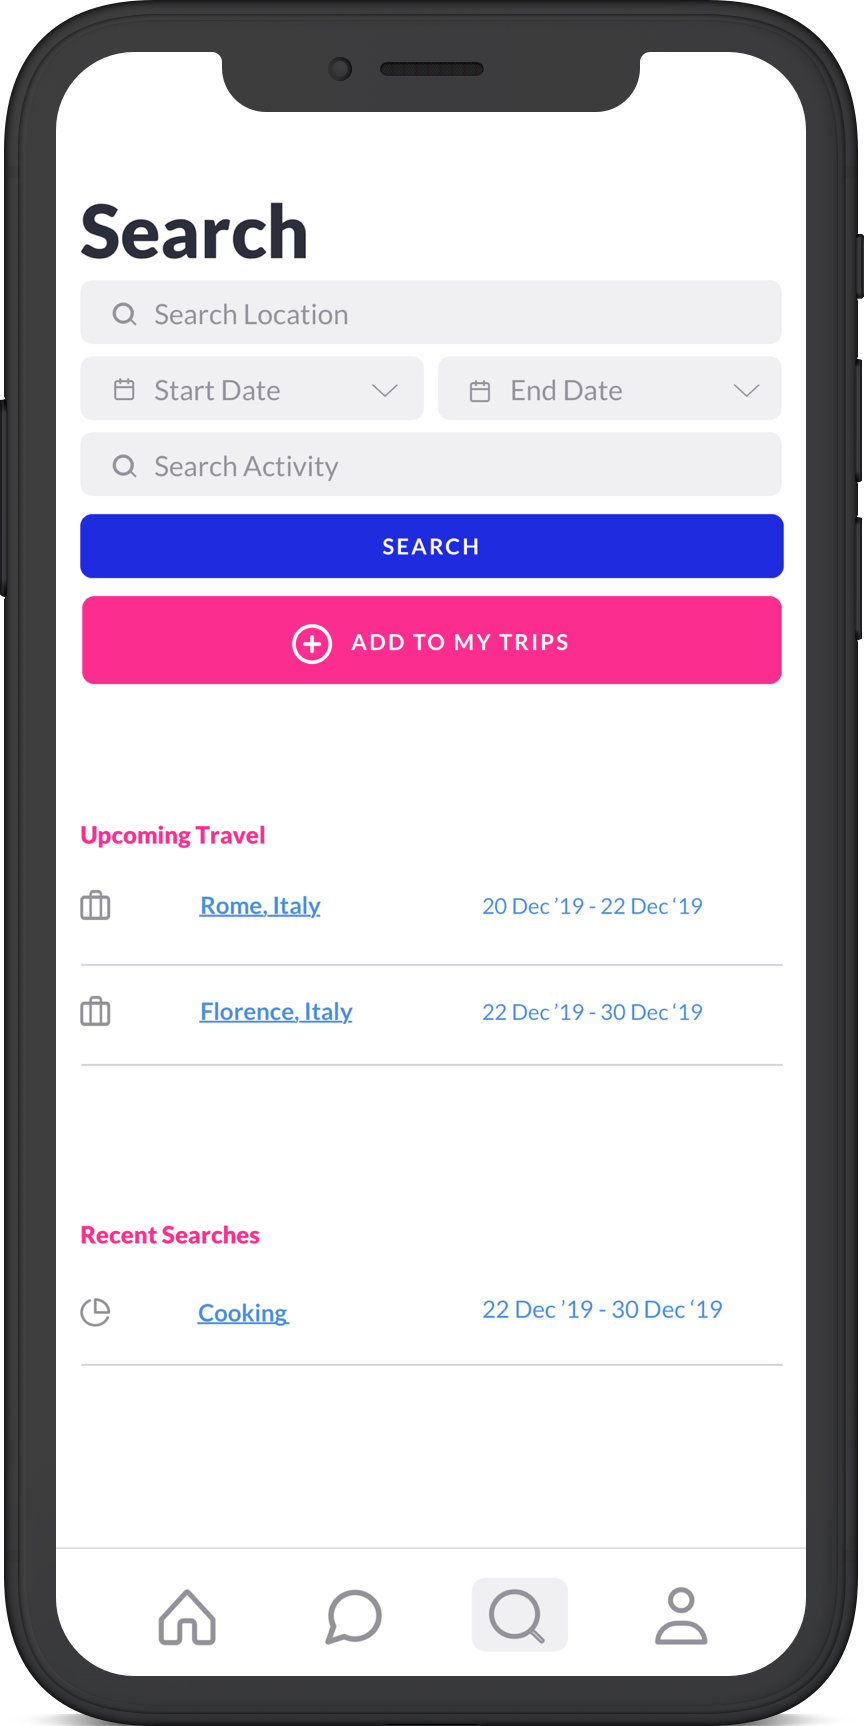 Search
Search Location
Start Date
End Date
Search Activity
SEARCH
ADD TO MY TRIPS
Upcoming Travel
Rome, Italy 20 Dec ’19 - 22 Dec ‘19
Florence, Italy 22 Dec ’19 - 30 Dec ‘19
Recent Searches
Cooking 22 Dec ’19 - 30 Dec ‘19